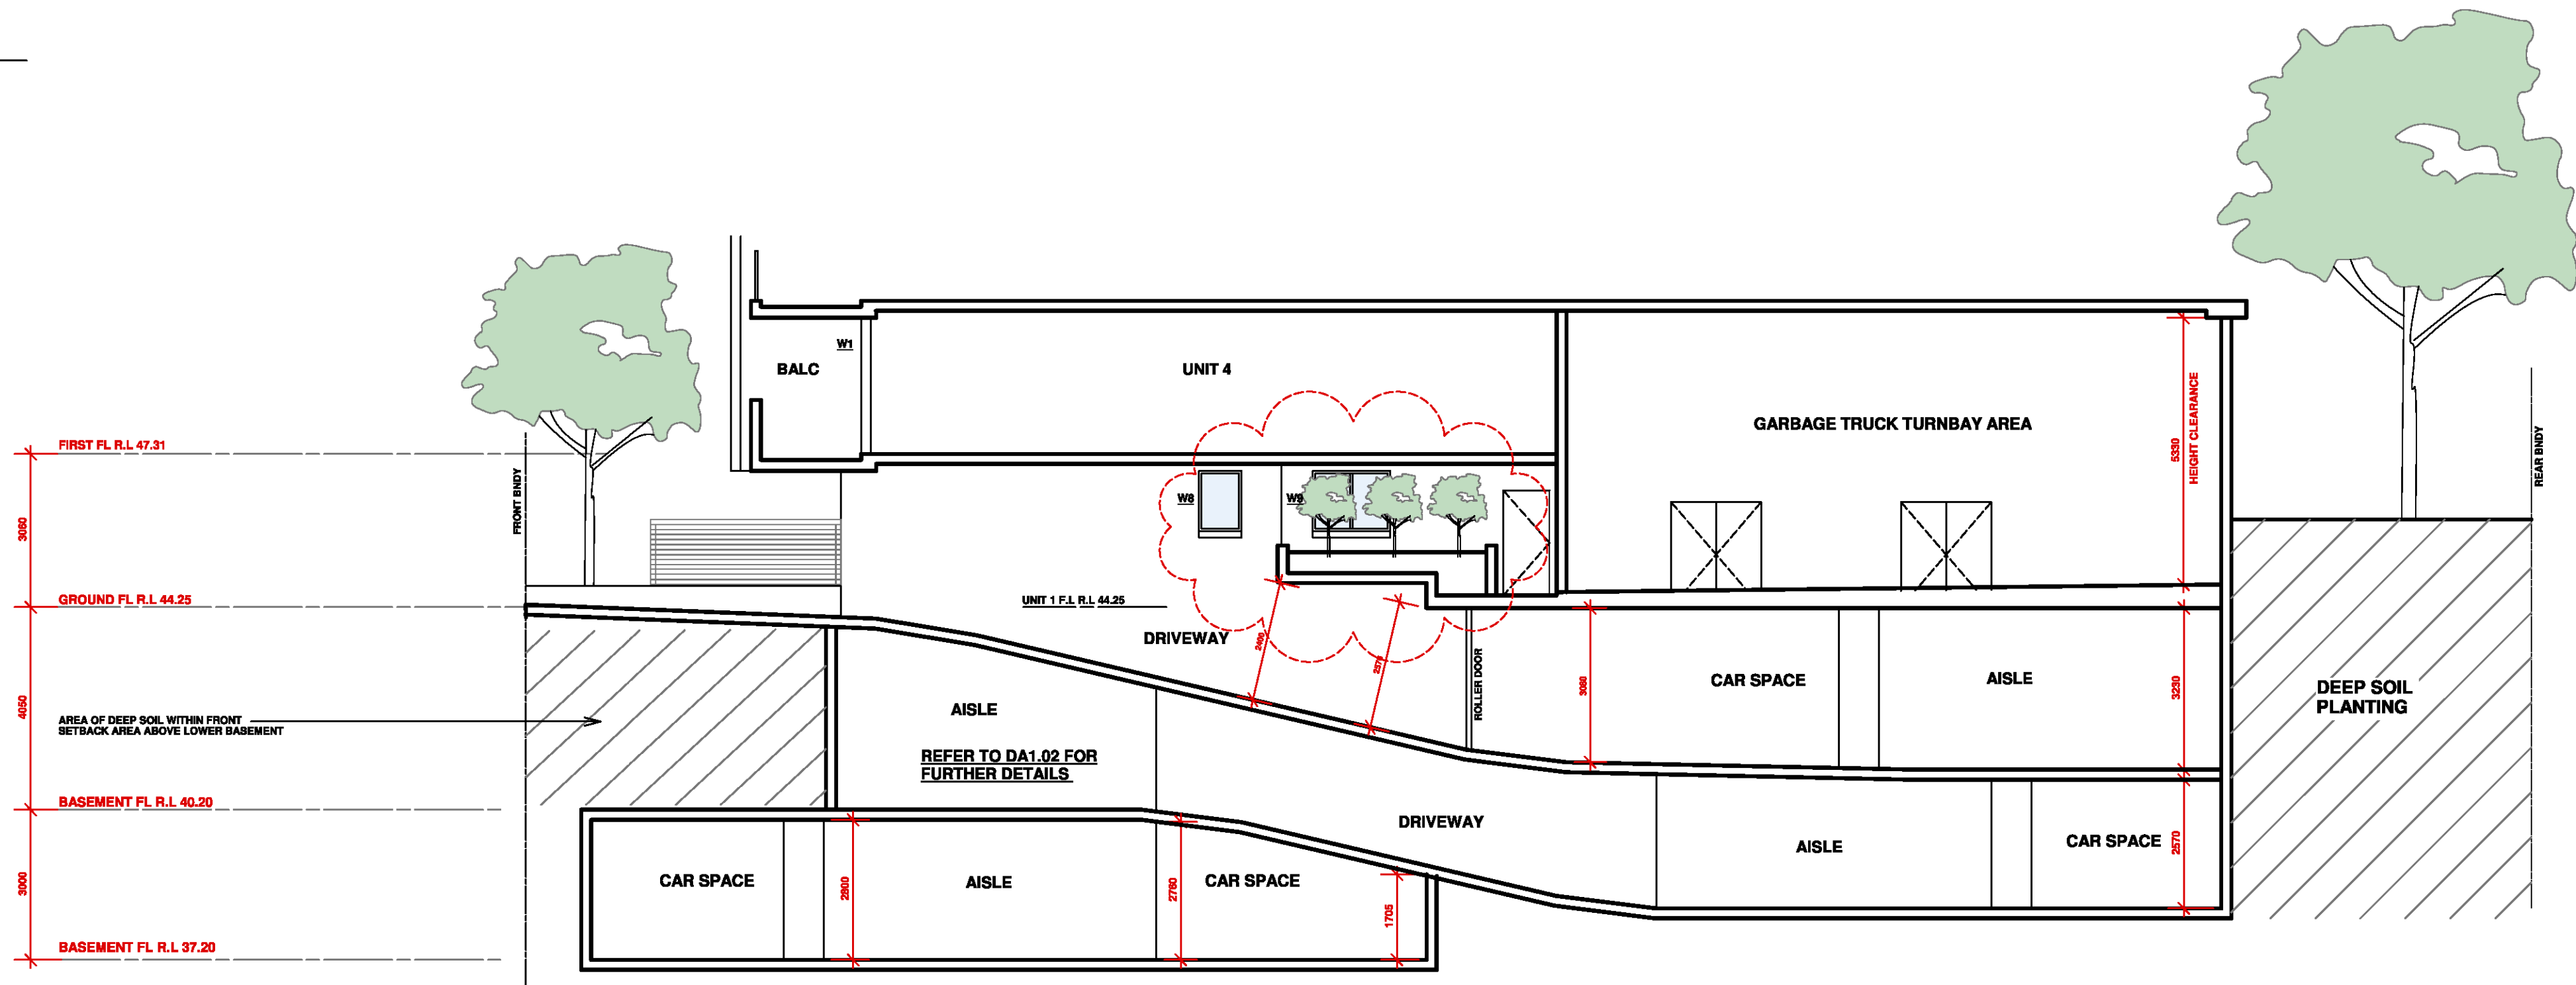 W1
BALC
UNIT 4
GARBAGE TRUCK TURNBAY AREA
5330
HEIGHT CLEARANCE
REAR BNDY
FIRST FL R.L 47.31
FRONT BNDY
3060
W8
W9
GROUND FL R.L 44.25
UNIT 1 F.L R.L 44.25
DRIVEWAY
2400
2570
ROLLER DOOR
3080
CAR SPACE
AISLE
3230
DEEP SOIL
PLANTING
4050
AREA OF DEEP SOIL WITHIN FRONT
SETBACK AREA ABOVE LOWER BASEMENT
AISLE
REFER TO DA1.02 FOR
FURTHER DETAILS
BASEMENT FL R.L 40.20
DRIVEWAY
AISLE
CAR SPACE
2570
3000
CAR SPACE
2800
AISLE
2760
CAR SPACE
1705
BASEMENT FL R.L 37.20